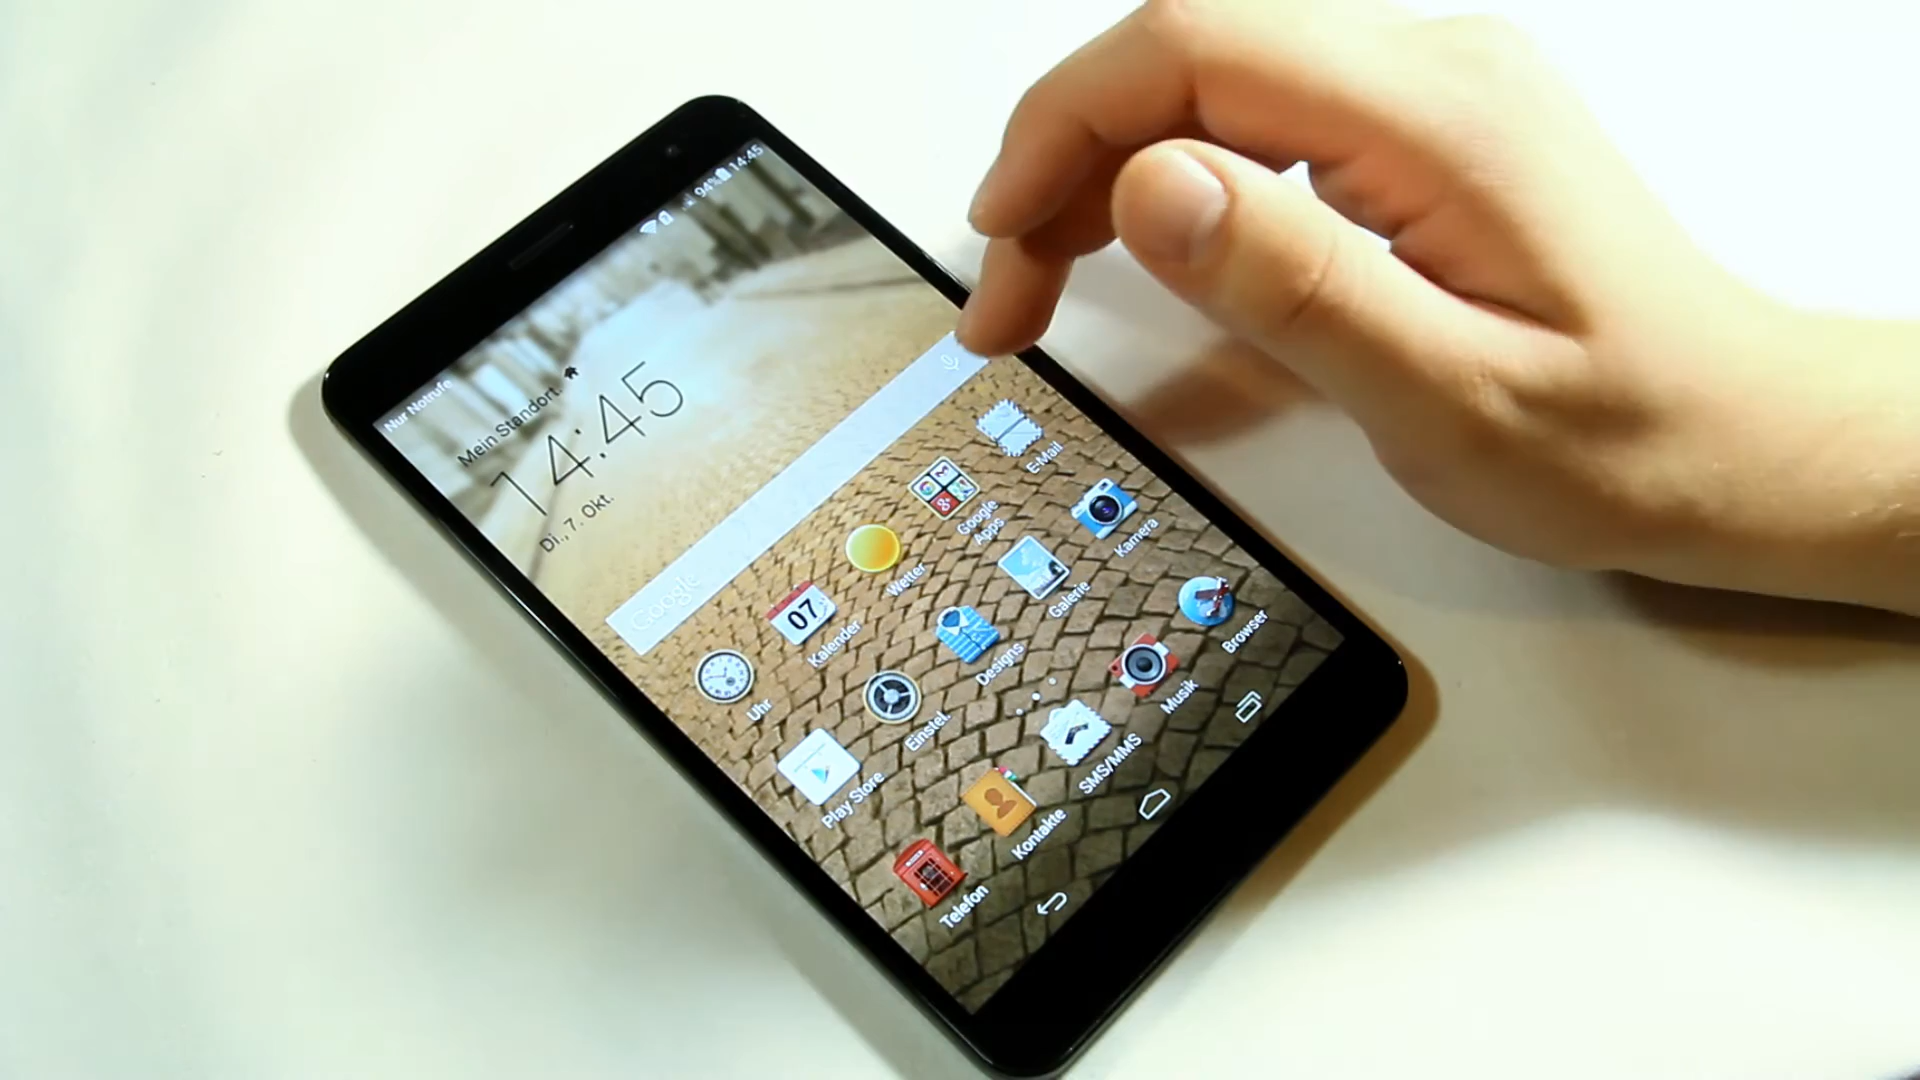 Nur Notrufe
94% 14:45
Mein Standort
14:45
Di., 7. Okt.
Google
Uhr
07
Kalender
Wetter
Google
Apps
E-Mail
Play Store
Einstel.
Designs
Galerie
Kamera
Telefon
Kontakte
SMS/MMS
Musik
Browser